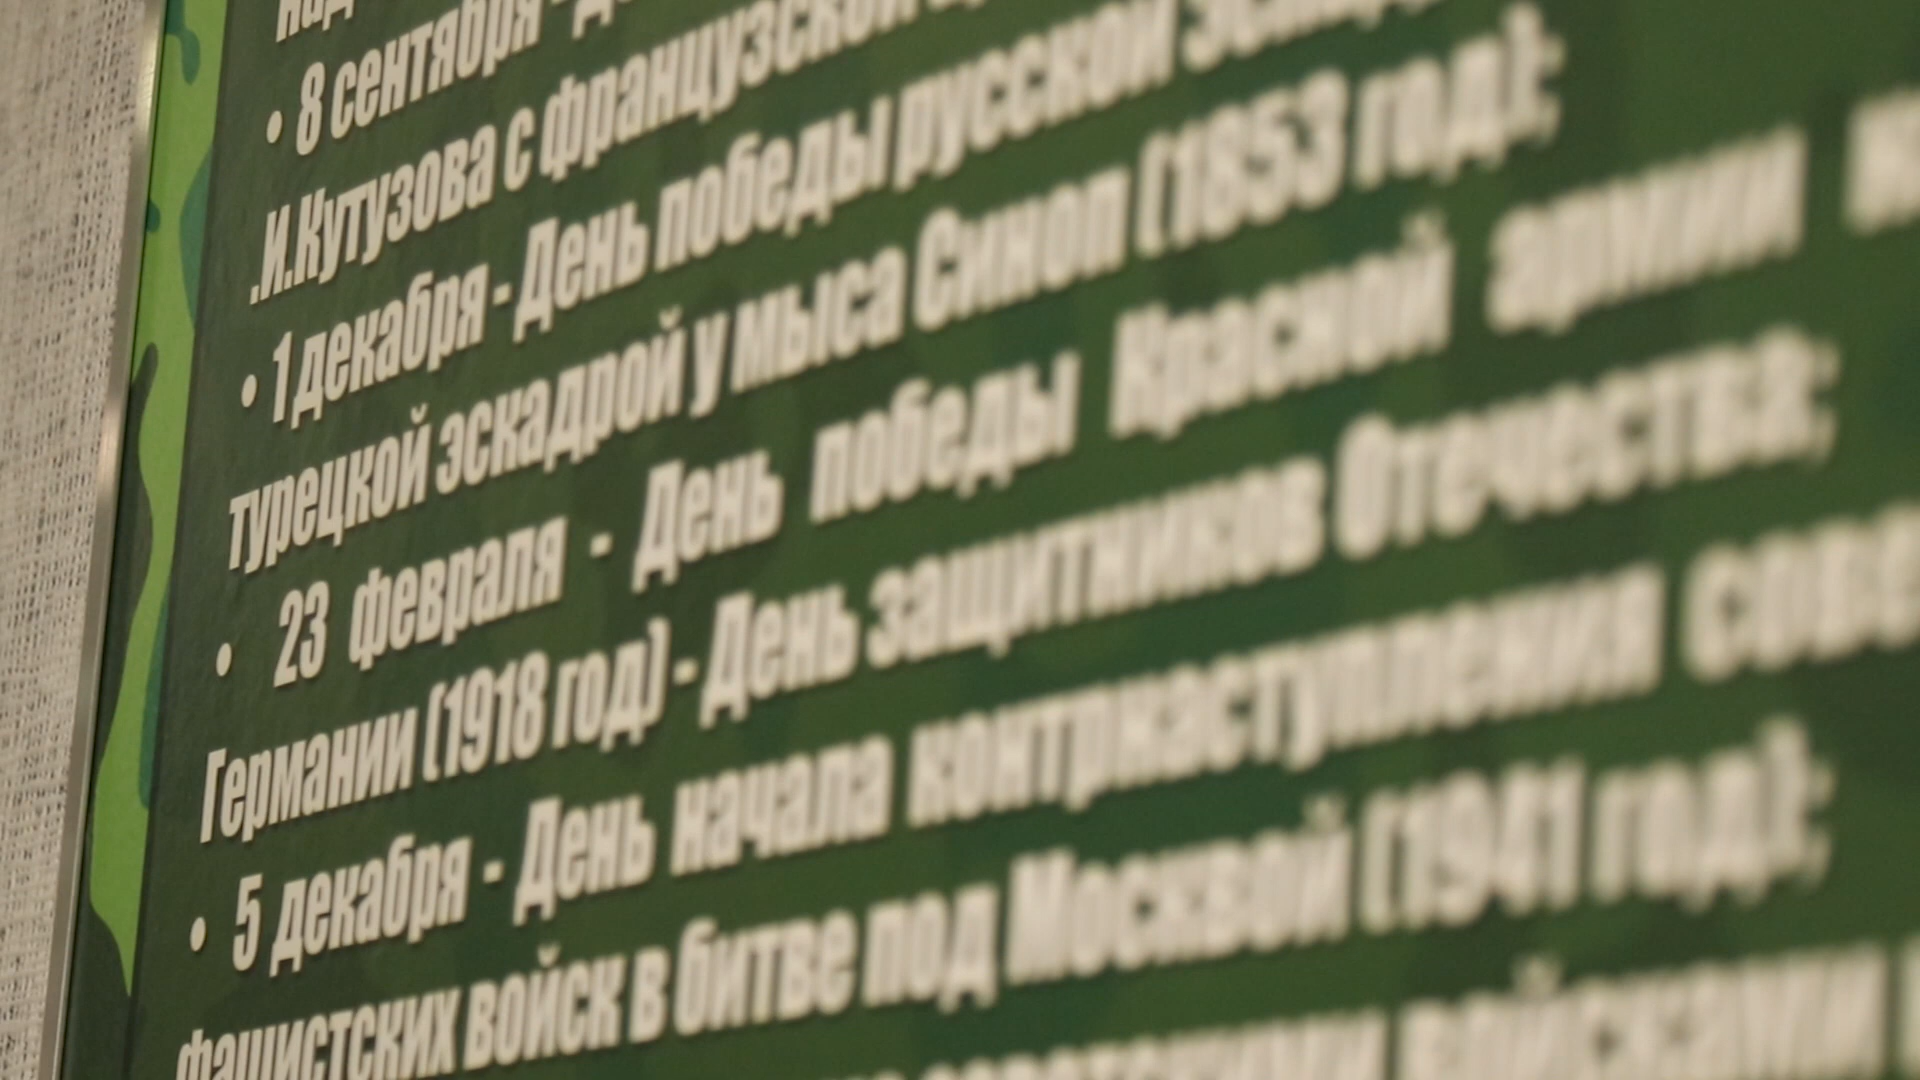 • 8 сентября - 
.И.Кутузова с французской
• 1 декабря - День победы русской
турецкой эскадрой у мыса Синоп (1853 год);
• 23 февраля - День победы Красной армии
Германии (1918 год) - День защитников Отечества;
• 5 декабря - День начала контрнаступления
фашистских войск в битве под Москвой (1941 год);
войсками